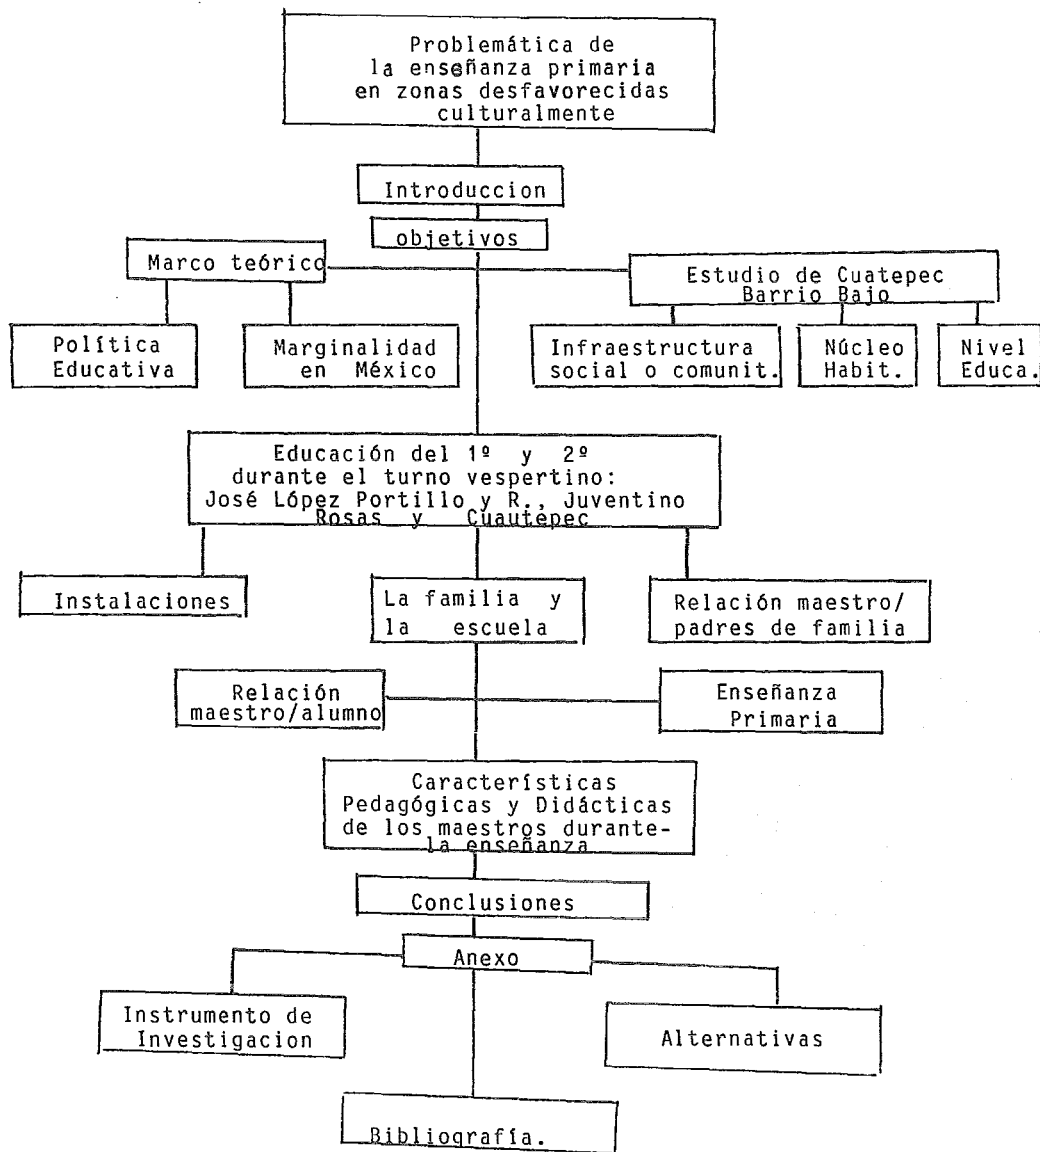 Problemática de
la enseñanza primaria
en zonas desfavorecidas
culturalmente
Introduccion
objetivos
Marco teórico
Estudio de Cuatepec
Barrio Bajo
Política
Educativa
Marginalidad
en México
Infraestructura
social o comunit.
Núcleo
Habit.
Nivel
Educa.
Educación del 1º y 2º
durante el turno vespertino:
José López Portillo y R., Juventino
Rosas y Cuautepec
Instalaciones
La familia y
la escuela
Relación maestro/
padres de familia
Relación
maestro/alumno
Enseñanza
Primaria
Características
Pedagógicas y Didácticas
de los maestros durante-
la enseñanza
Conclusiones
Anexo
Instrumento de
Investigacion
Alternativas
Bibliografía.